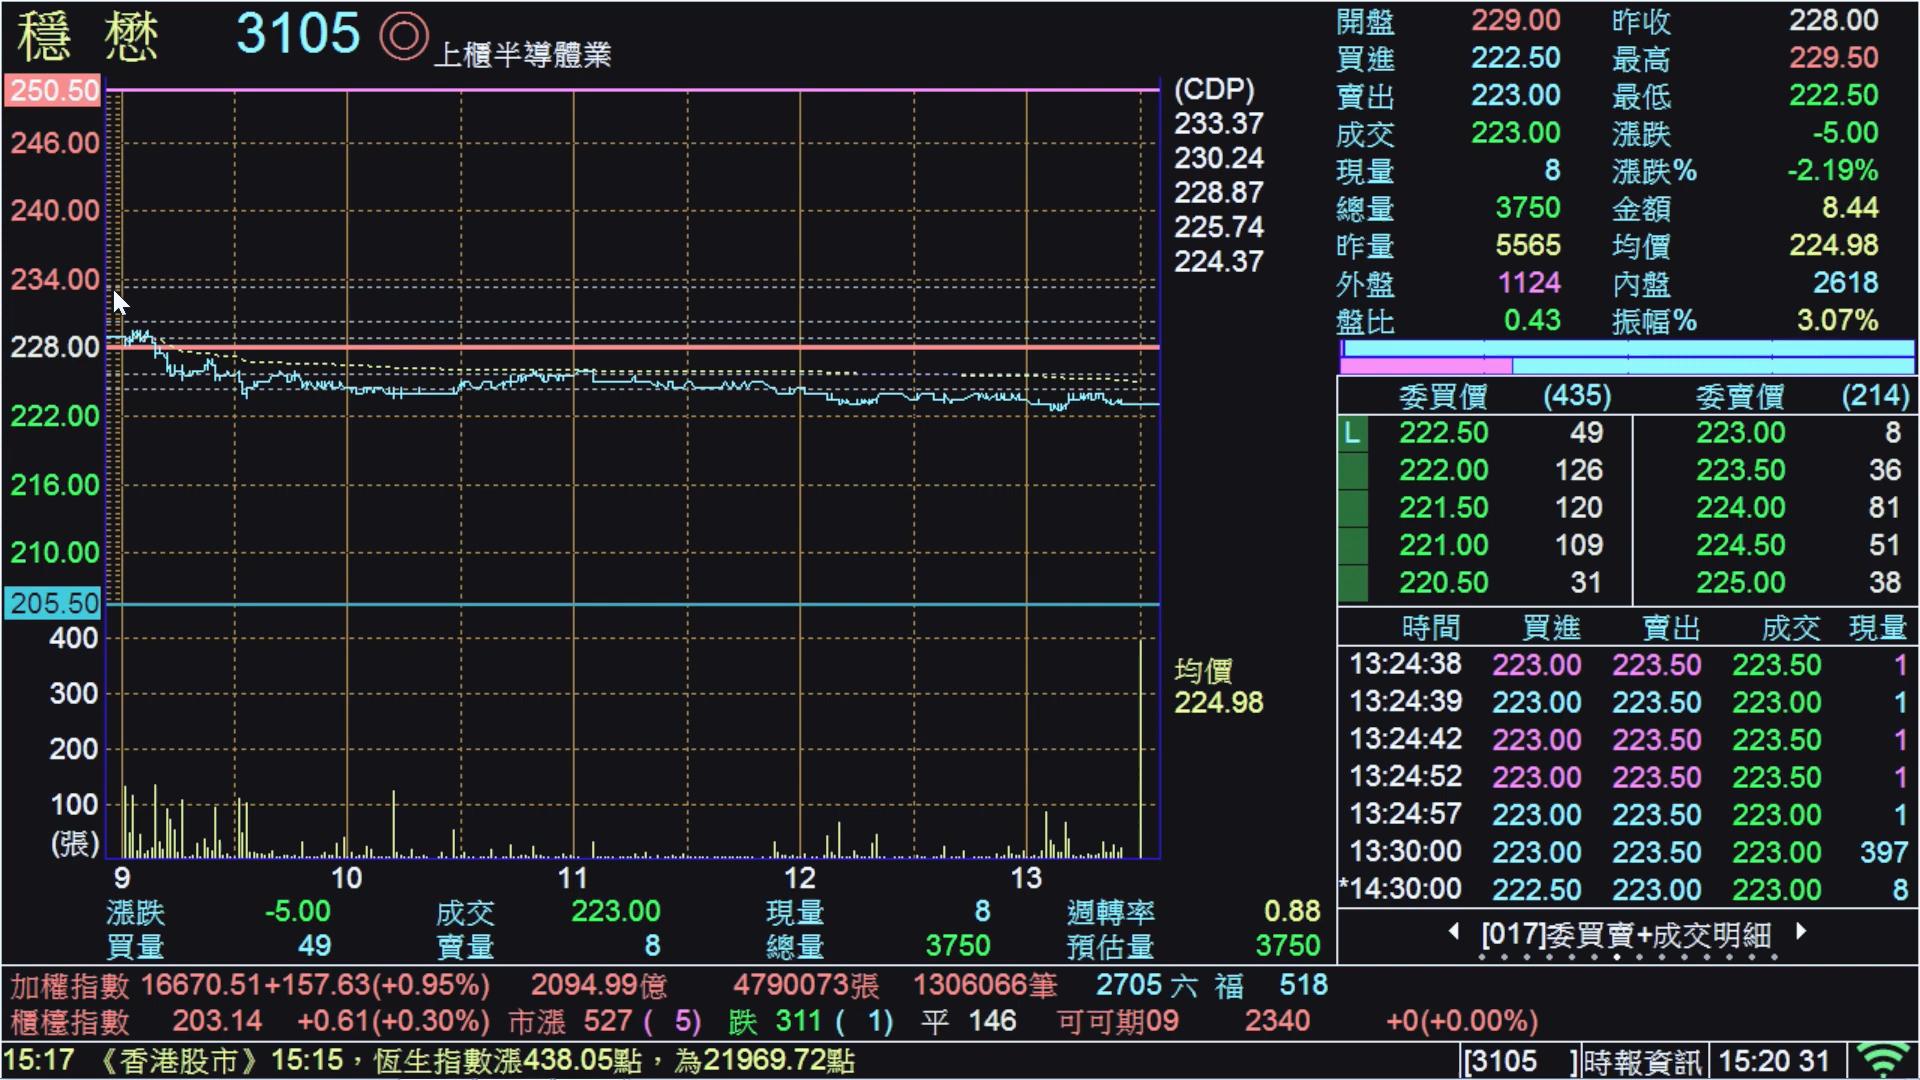 穩 懋 3105 ◎ 上櫃半導體業
250.50
246.00
240.00
234.00
228.00
222.00
216.00
210.00
205.50
400
300
200
100
(張)
9 10 11 12 13
(CDP)
233.37
230.24
228.87
225.74
224.37
均價
224.98
漲跌 -5.00 成交 223.00 現量 8 週轉率 0.88
買量 49 賣量 8 總量 3750 預估量 3750
開盤 229.00 昨收 228.00
買進 222.50 最高 229.50
賣出 223.00 最低 222.50
成交 223.00 漲跌 -5.00
現量 8 漲跌% -2.19%
總量 3750 金額 8.44
昨量 5565 均價 224.98
外盤 1124 內盤 2618
盤比 0.43 振幅% 3.07%
委買價 (435) 委賣價 (214)
L 222.50 49 223.00 8
222.00 126 223.50 36
221.50 120 224.00 81
221.00 109 224.50 51
220.50 31 225.00 38
時間 買進 賣出 成交 現量
13:24:38 223.00 223.50 223.50 1
13:24:39 223.00 223.50 223.00 1
13:24:42 223.00 223.50 223.50 1
13:24:52 223.00 223.50 223.50 1
13:24:57 223.00 223.50 223.00 1
13:30:00 223.00 223.50 223.00 397
*14:30:00 222.50 223.00 223.00 8
[017]委買賣+成交明細
加權指數 16670.51+157.63(+0.95%) 2094.99億 4790073張 1306066筆 2705 六 福 518
櫃檯指數 203.14 +0.61(+0.30%) 市漲 527 ( 5) 跌 311 ( 1) 平 146 可可期09 2340 +0(+0.00%)
15:17 《香港股市》15:15，恆生指數漲438.05點，為21969.72點 [3105 ]時報資訊 15:20 31